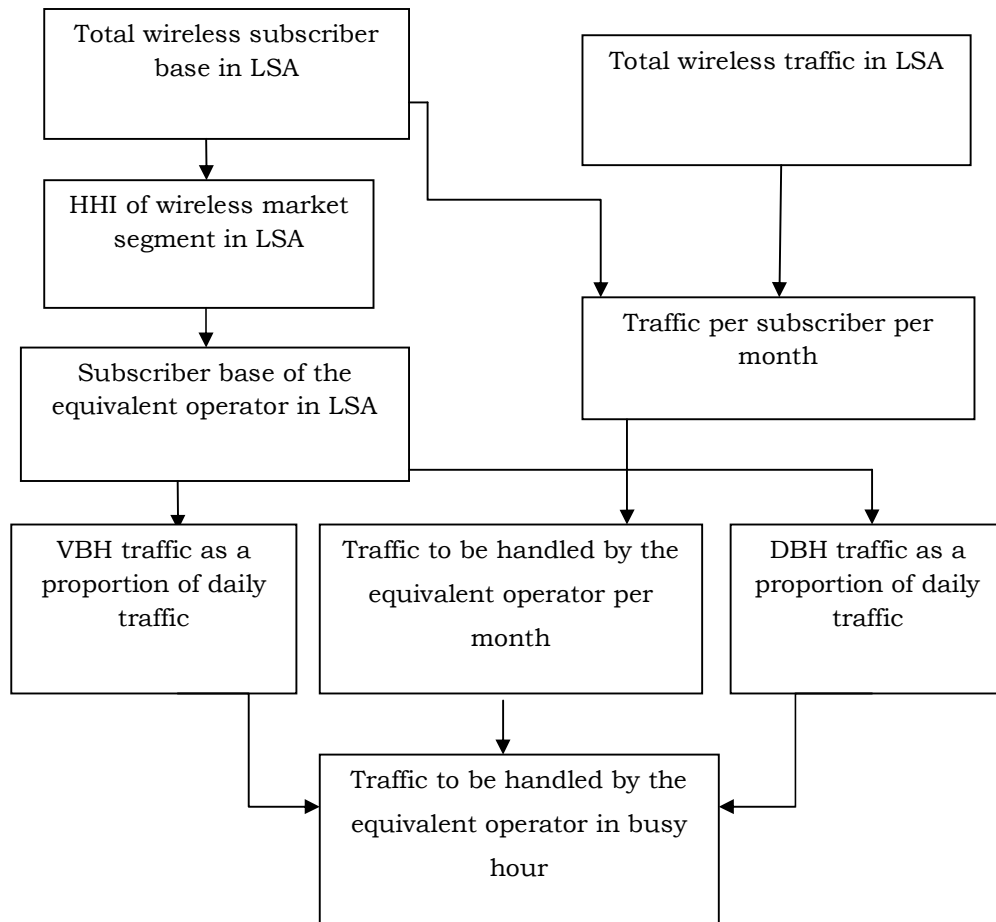 Total wireless subscriber
base in LSA
Total wireless traffic in LSA
HHI of wireless market
segment in LSA
Traffic per subscriber per
month
Subscriber base of the
equivalent operator in LSA
VBH traffic as a
proportion of daily
traffic
Traffic to be handled by the
equivalent operator per
month
DBH traffic as a
proportion of daily
traffic
Traffic to be handled by the
equivalent operator in busy
hour